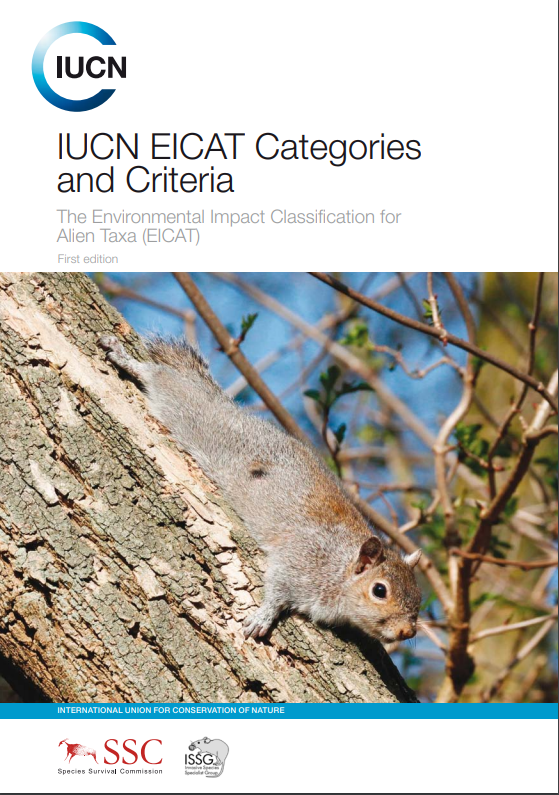 IUCN
IUCN EICAT Categories
and Criteria
The Environmental Impact Classification for
Alien Taxa (EICAT)
First edition
INTERNATIONAL UNION FOR CONSERVATION OF NATURE
SSC
Species Survival Commission
ISSG
Invasive Species
Specialist Group